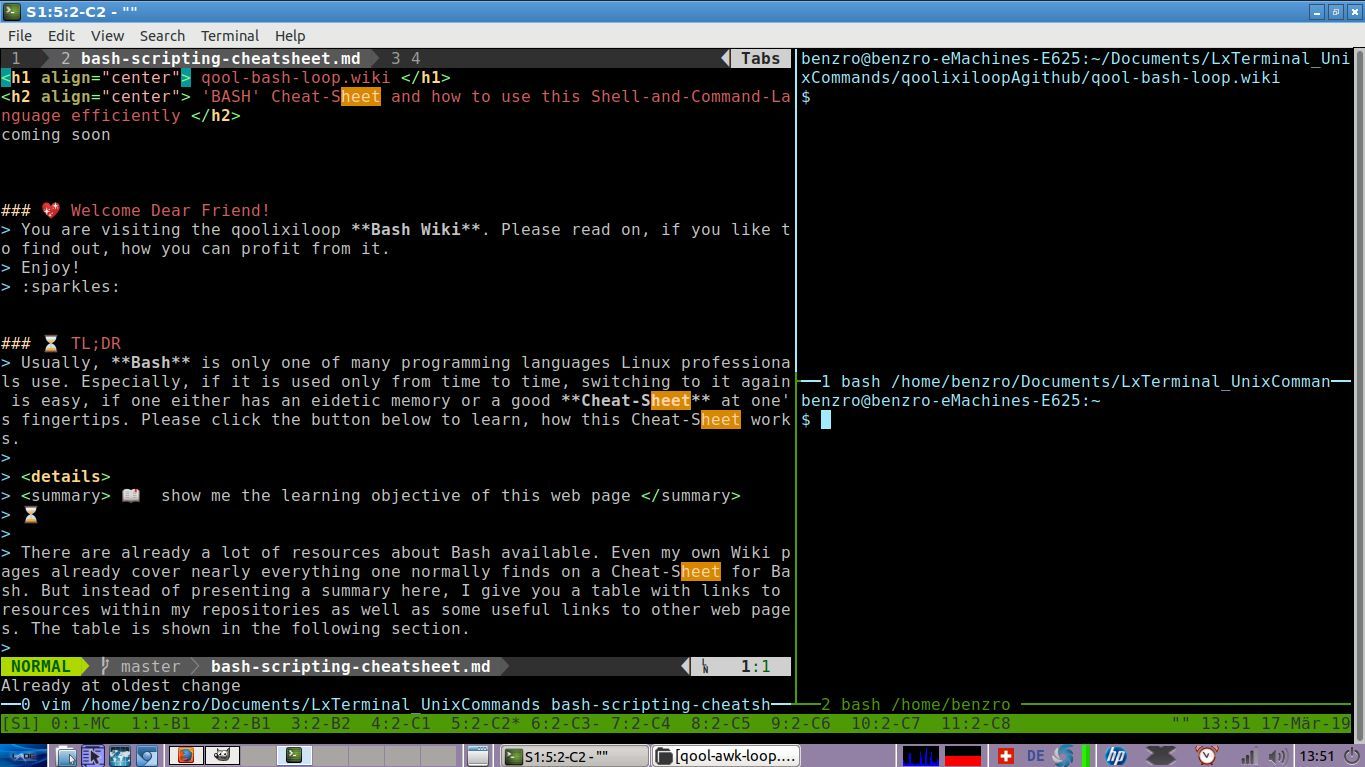 S1:5:2-C2 - ""
File Edit View Search Terminal Help
1 2 bash-scripting-cheatsheet.md 3 4 Tabs
<h1 align="center"> qool-bash-loop.wiki </h1>
<h2 align="center"> 'BASH' Cheat-Sheet and how to use this Shell-and-Command-La
nguage efficiently </h2>
coming soon
### 💖 Welcome Dear Friend!
> You are visiting the qoolixiloop **Bash Wiki**. Please read on, if you like t
o find out, how you can profit from it.
> Enjoy!
> :sparkles:
### ⌛ TL;DR
> Usually, **Bash** is only one of many programming languages Linux professiona
ls use. Especially, if it is used only from time to time, switching to it again
is easy, if one either has an eidetic memory or a good **Cheat-Sheet** at one'
s fingertips. Please click the button below to learn, how this Cheat-Sheet work
s.
>
> <details>
> <summary> 📖 show me the learning objective of this web page </summary>
> ⌛
>
> There are already a lot of resources about Bash available. Even my own Wiki p
ages already cover nearly everything one normally finds on a Cheat-Sheet for Ba
sh. But instead of presenting a summary here, I give you a table with links to
resources within my repositories as well as some useful links to other web page
s. The table is shown in the following section.
>
NORMAL master bash-scripting-cheatsheet.md 1:1
Already at oldest change
0 vim /home/benzro/Documents/LxTerminal_UnixCommands bash-scripting-cheatsh
benzro@benzro-eMachines-E625:~/Documents/LxTerminal_Uni
xCommands/qoolixiloopAgithub/qool-bash-loop.wiki
$
1 bash /home/benzro/Documents/LxTerminal_UnixComman
benzro@benzro-eMachines-E625:~
$
2 bash /home/benzro
[S1] 0:1-MC 1:1-B1 2:2-B1 3:2-B2 4:2-C1 5:2-C2* 6:2-C3- 7:2-C4 8:2-C5 9:2-C6 10:2-C7 11:2-C8 "" 13:51 17-Mär-19
S1:5:2-C2 - "" [qool-awk-loop.... DE hp 13:51